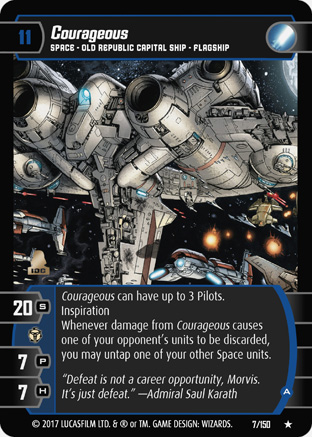 11
Courageous
SPACE • OLD REPUBLIC CAPITAL SHIP • FLAGSHIP
100
20 S
7 P
7 H
Courageous can have up to 3 Pilots.
Inspiration
Whenever damage from Courageous causes
one of your opponent's units to be discarded,
you may untap one of your other Space units.
"Defeat is not a career opportunity, Morvis.
It's just defeat." —Admiral Saul Karath
A
© 2017 LUCASFILM LTD. & ® or TM. GAME DESIGN: WIZARDS.
7/150